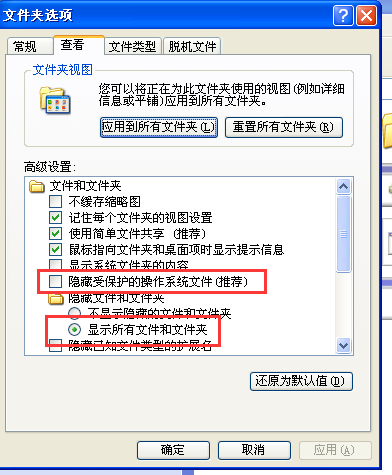 文件夹选项
常规 查看 文件类型 脱机文件
文件夹视图
您可以将正在为此文件夹使用的视图(例如详细
信息或平铺)应用到所有文件夹。
应用到所有文件夹(L) 重置所有文件夹(R)
高级设置:
文件和文件夹
不缓存缩略图
记住每个文件夹的视图设置
使用简单文件共享 (推荐)
鼠标指向文件夹和桌面项时显示提示信息
显示系统文件夹的内容
隐藏受保护的操作系统文件(推荐)
隐藏文件和文件夹
不显示隐藏的文件和文件夹
显示所有文件和文件夹
隐藏已知文件类型的扩展名
还原为默认值(D)
确定 取消 应用(A)